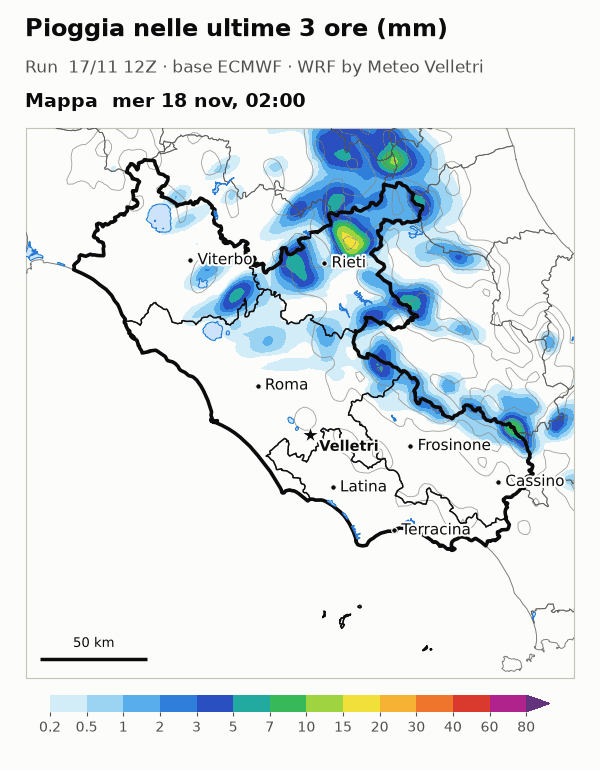 Pioggia nelle ultime 3 ore (mm)
Run  17/11 12Z · base ECMWF · WRF by Meteo Velletri
Mappa  mer 18 nov, 02:00
Viterbo
Rieti
Roma
Velletri
Frosinone
Cassino
Latina
Terracina
50 km
0.2 0.5 1 2 3 5 7 10 15 20 30 40 60 80